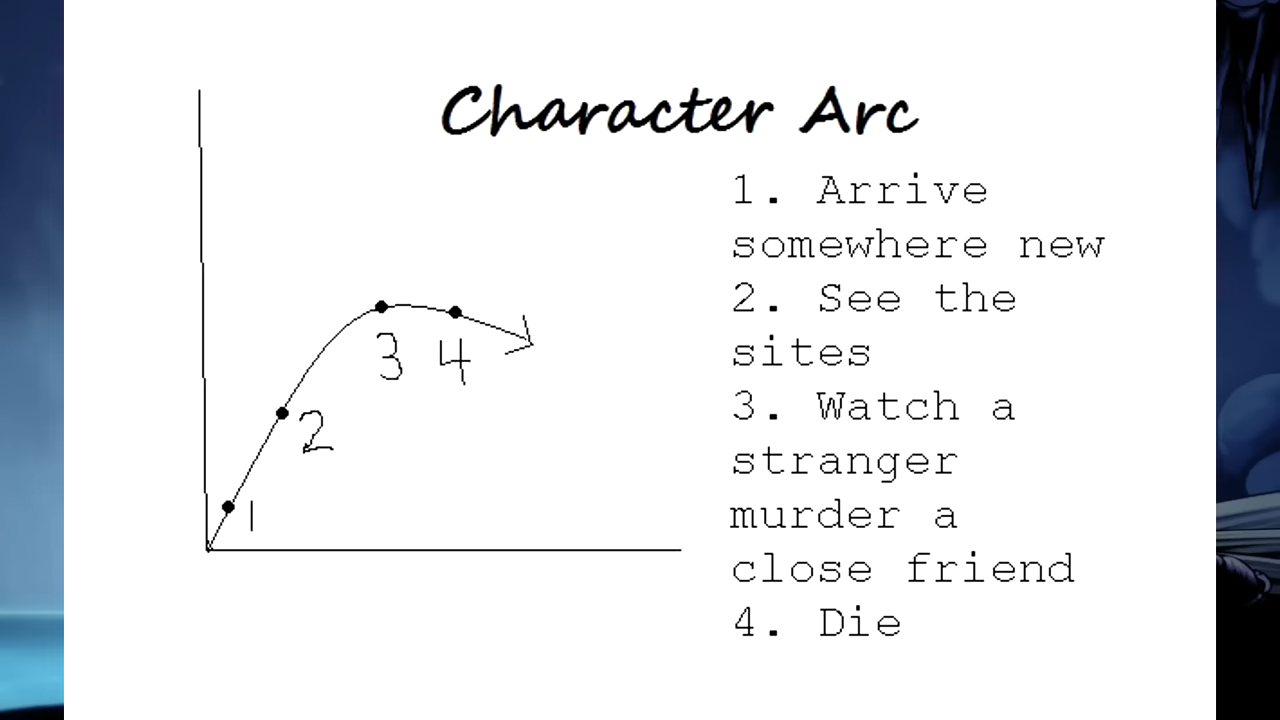 Character Arc
1. Arrive
somewhere new
2. See the
sites
3. Watch a
stranger
murder a
close friend
4. Die
3 4
2
1